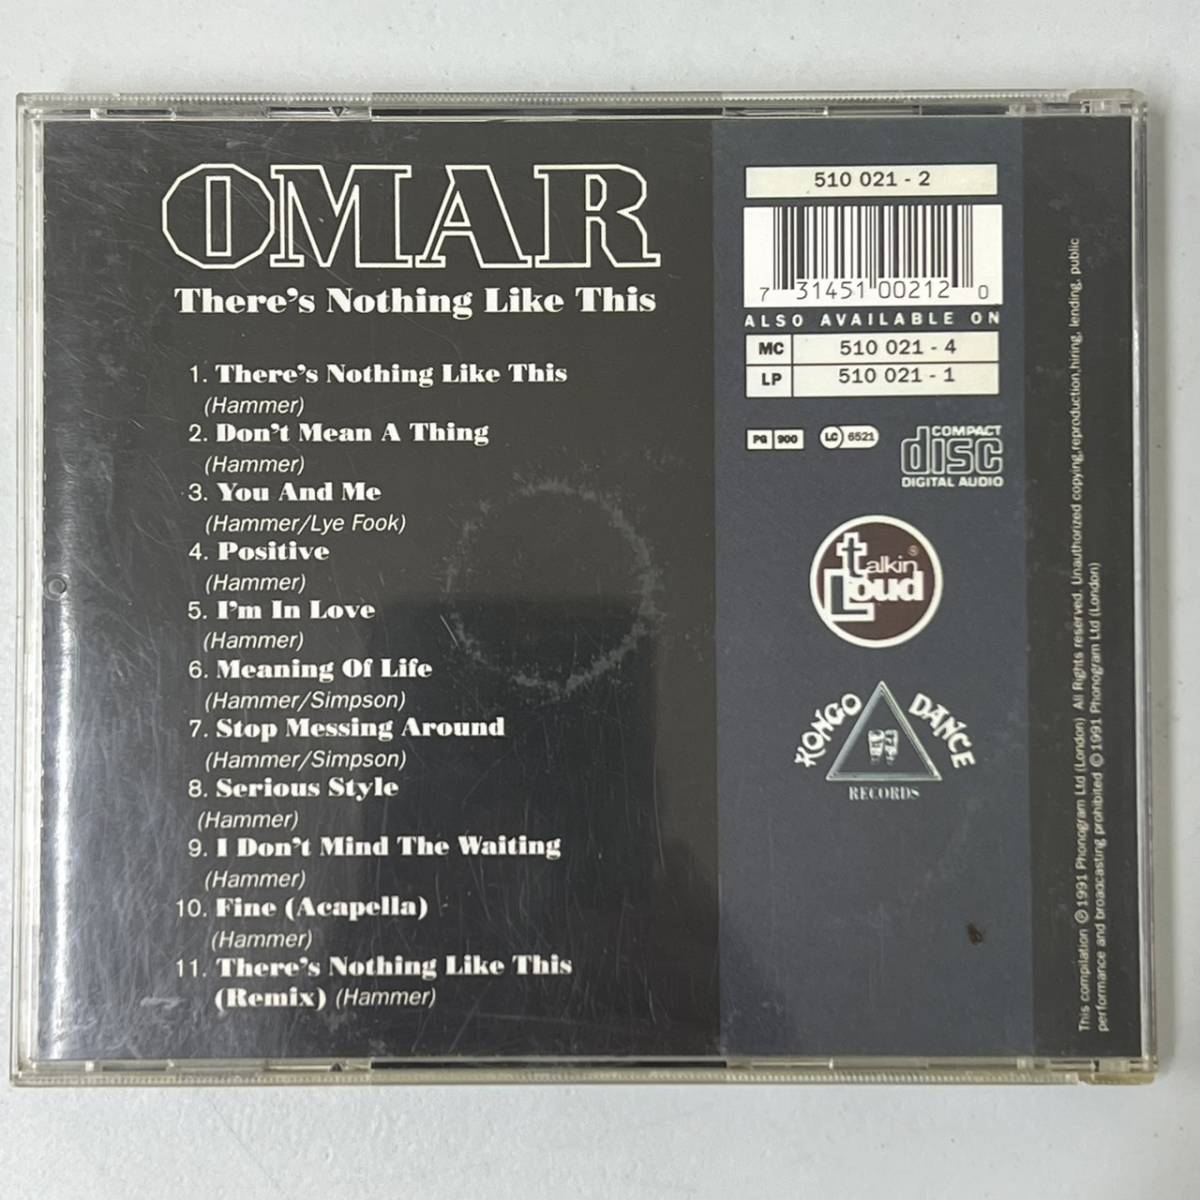 OMAR
There's Nothing Like This
1. There's Nothing Like This
(Hammer)
2. Don't Mean A Thing
(Hammer)
3. You And Me
(Hammer/Lye Fook)
4. Positive
(Hammer)
5. I'm In Love
(Hammer)
6. Meaning Of Life
(Hammer/Simpson)
7. Stop Messing Around
(Hammer/Simpson)
8. Serious Style
(Hammer)
9. I Don't Mind The Waiting
(Hammer)
10. Fine (Acapella)
(Hammer)
11. There's Nothing Like This
(Remix) (Hammer)
510 021 - 2
7 31451 00212 0
ALSO AVAILABLE ON
MC 510 021 - 4
LP 510 021 - 1
PG 900 LC 6521
COMPACT
disc
DIGITAL AUDIO
talkin ®
Loud
KONGO DANCE
RECORDS
This compilation ℗ 1991 Phonogram Ltd (London) All Rights reserved. Unauthorized copying,reproduction,hiring, lending, public
performance and broadcasting prohibited © 1991 Phonogram Ltd (London)